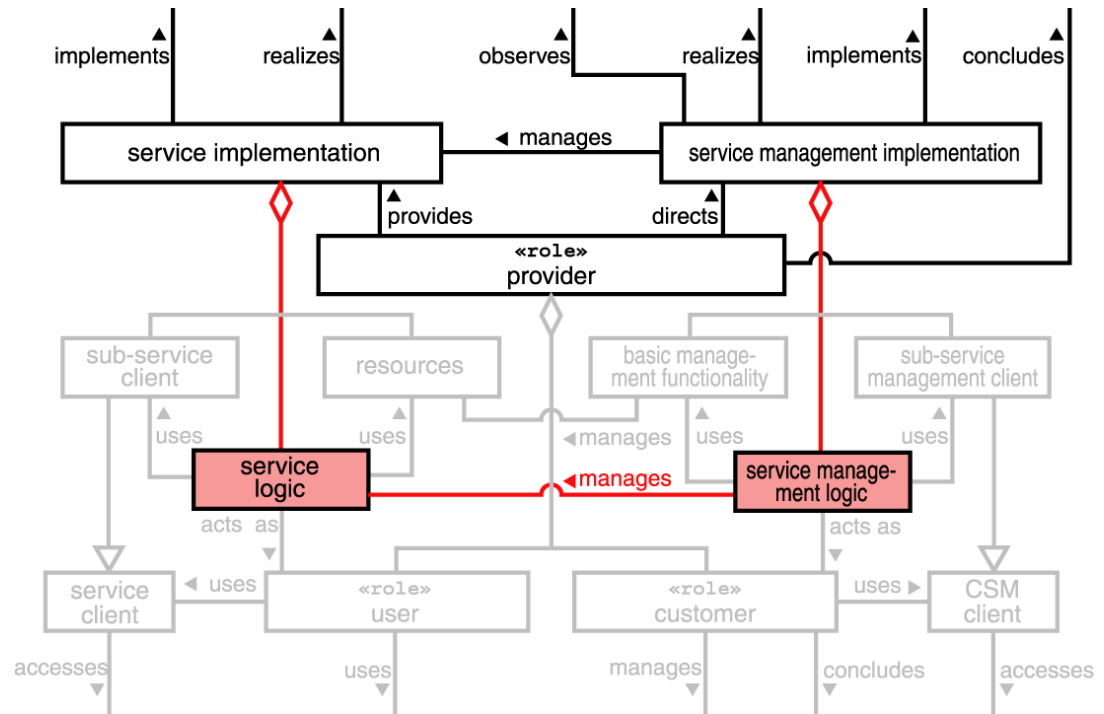 implements
realizes
observes
realizes
implements
concludes
service implementation
manages
service management implementation
provides
directs
«role»
provider
sub-service
client
resources
basic manage-
ment functionality
sub-service
management client
uses
uses
manages
uses
uses
service
logic
manages
service manage-
ment logic
acts as
acts as
service
client
uses
«role»
user
«role»
customer
uses
CSM
client
accesses
uses
manages
concludes
accesses